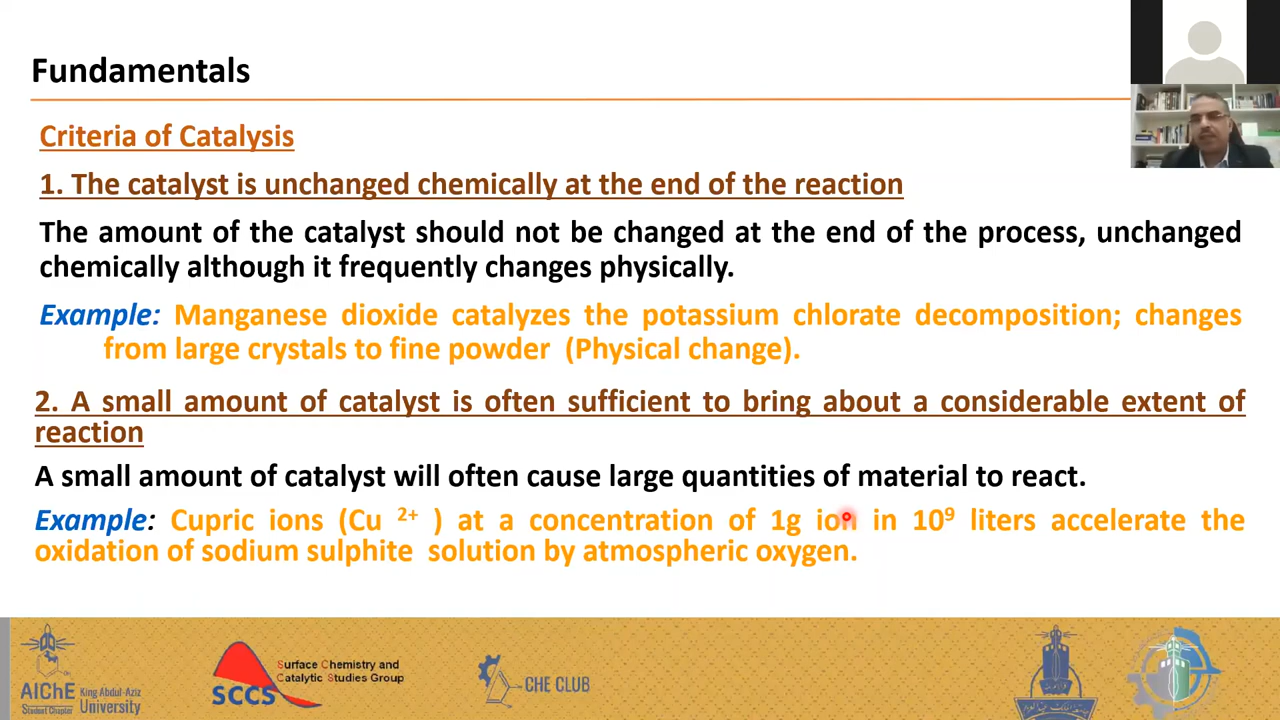 Fundamentals
Criteria of Catalysis
1. The catalyst is unchanged chemically at the end of the reaction
The amount of the catalyst should not be changed at the end of the process, unchanged
chemically although it frequently changes physically.
Example: Manganese dioxide catalyzes the potassium chlorate decomposition; changes
from large crystals to fine powder (Physical change).
2. A small amount of catalyst is often sufficient to bring about a considerable extent of
reaction
A small amount of catalyst will often cause large quantities of material to react.
Example: Cupric ions (Cu ²⁺ ) at a concentration of 1g ion in 10⁹ liters accelerate the
oxidation of sodium sulphite solution by atmospheric oxygen.
AIChE
Student Chapter
King Abdul-Aziz
University
SCCS
Surface Chemistry and
Catalytic Studies Group
CHE CLUB